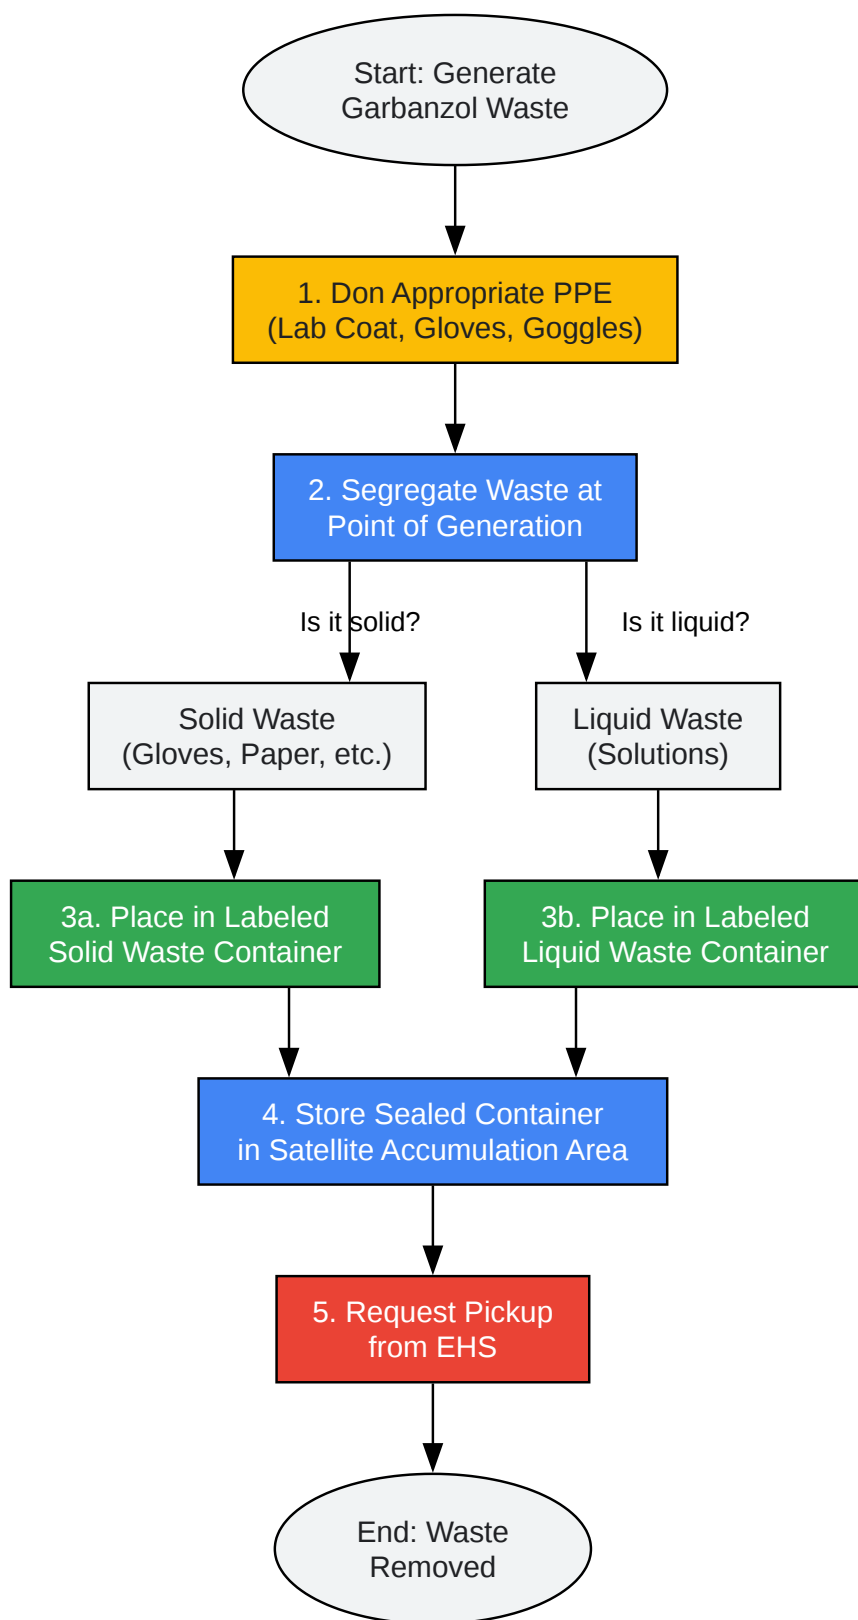 Start: Generate
Garbanzol Waste
1. Don Appropriate PPE
(Lab Coat, Gloves, Goggles)
2. Segregate Waste at
Point of Generation
Is it solid?
Is it liquid?
Solid Waste
(Gloves, Paper, etc.)
Liquid Waste
(Solutions)
3a. Place in Labeled
Solid Waste Container
3b. Place in Labeled
Liquid Waste Container
4. Store Sealed Container
in Satellite Accumulation Area
5. Request Pickup
from EHS
End: Waste
Removed